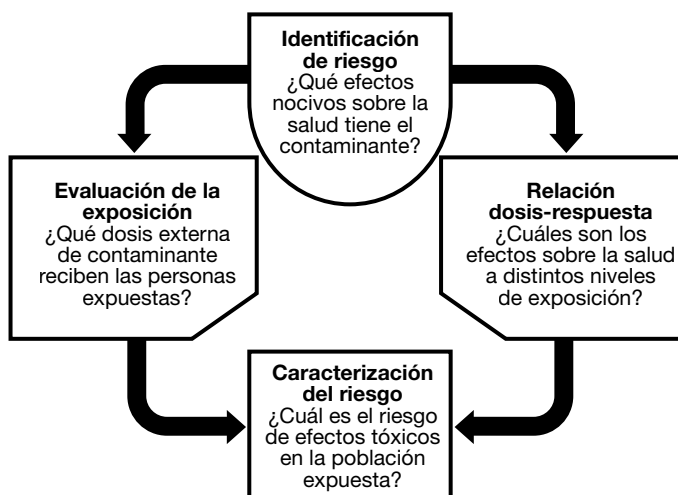 Identificación
de riesgo
¿Qué efectos
nocivos sobre la
salud tiene el
contaminante?
Evaluación de la
exposición
¿Qué dosis externa
de contaminante
reciben las personas
expuestas?
Relación
dosis-respuesta
¿Cuáles son los
efectos sobre la salud
a distintos niveles
de exposición?
Caracterización
del riesgo
¿Cuál es el riesgo
de efectos tóxicos
en la población
expuesta?